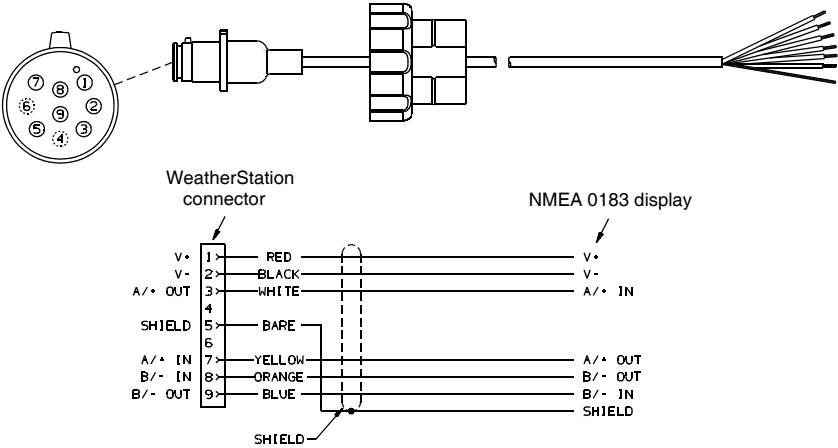 7 8 1
6 9 2
5 4 3
WeatherStation
connector
NMEA 0183 display
V+ 1 RED V+
V- 2 BLACK V-
A/+ OUT 3 WHITE A/+ IN
4
SHIELD 5 BARE
6
A/+ IN 7 YELLOW A/+ OUT
B/- IN 8 ORANGE B/- OUT
B/- OUT 9 BLUE B/- IN
SHIELD
SHIELD